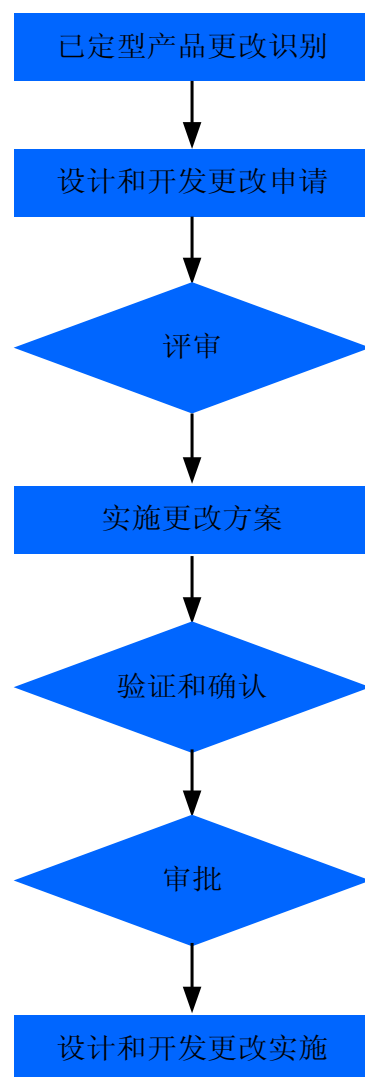 已定型产品更改识别
设计和开发更改申请
评审
实施更改方案
验证和确认
审批
设计和开发更改实施